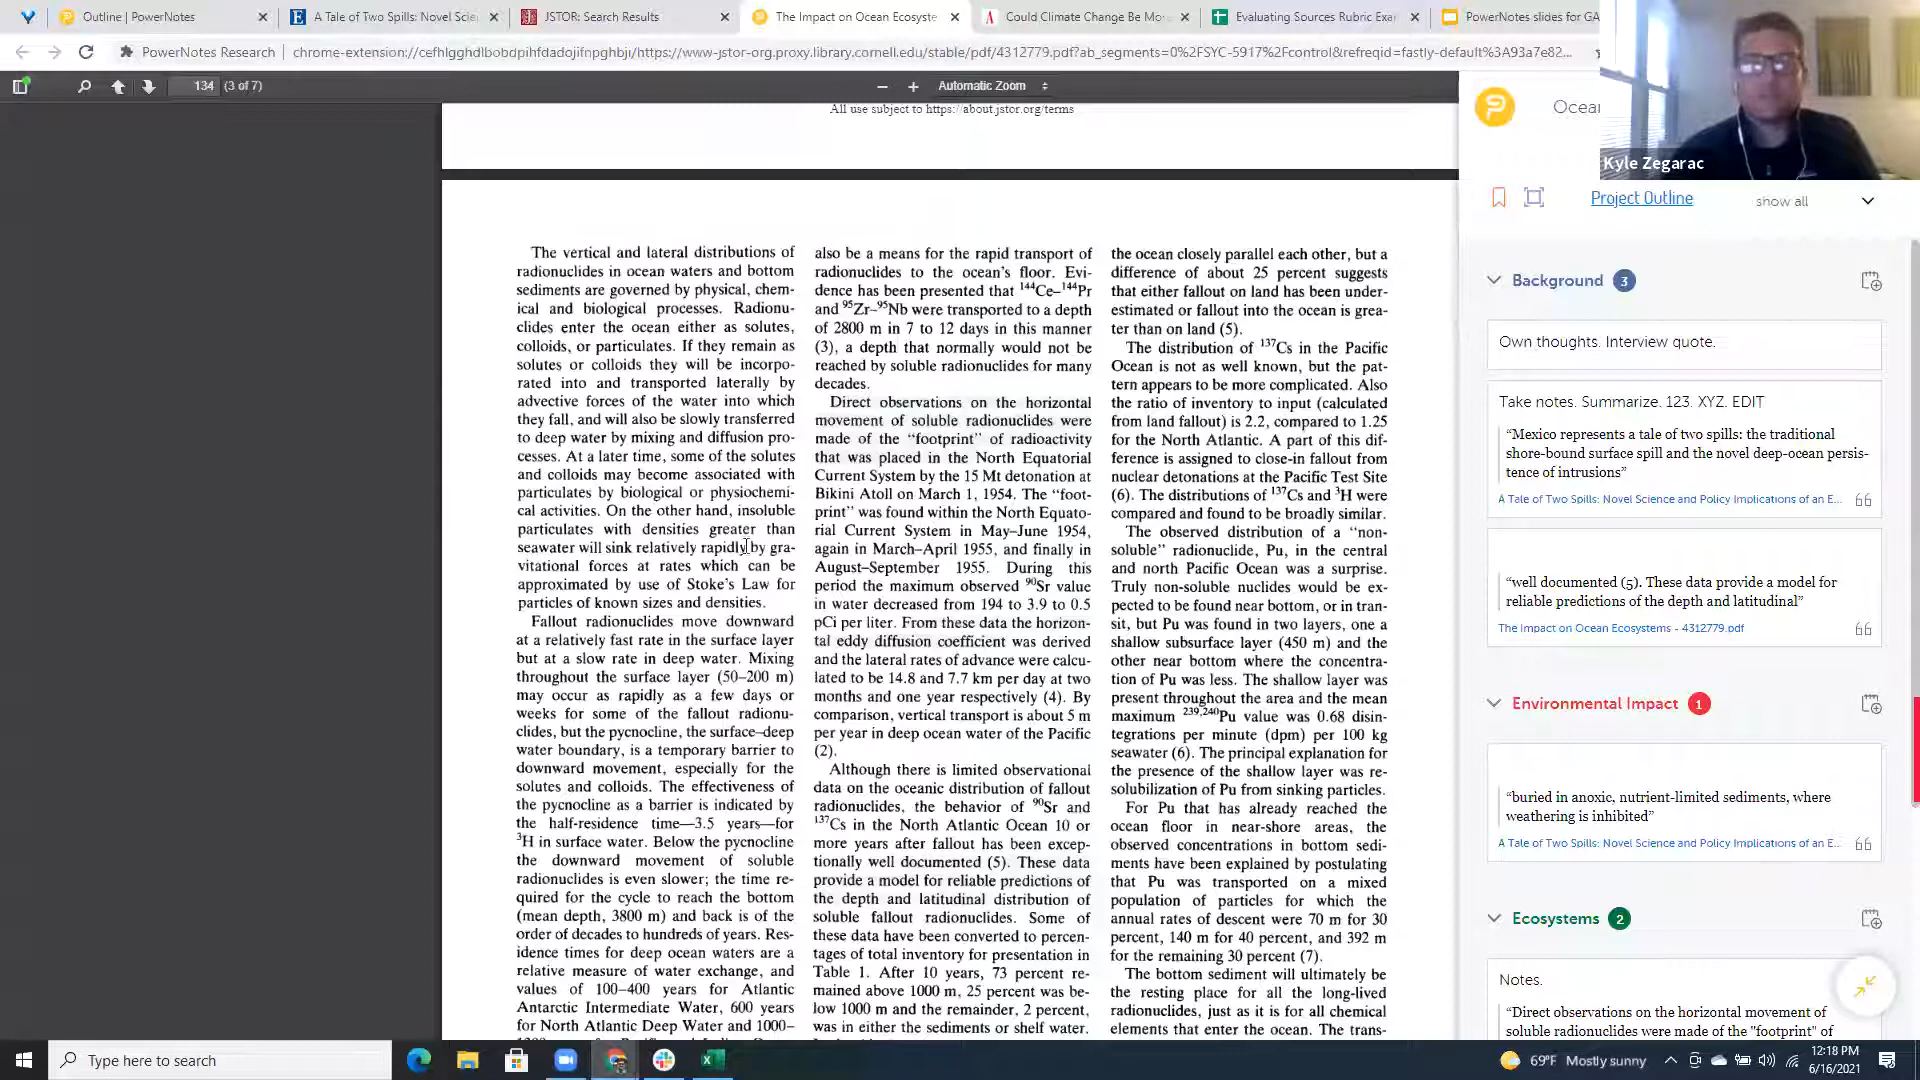 Outline | PowerNotes
A Tale of Two Spills: Novel Scie
JSTOR: Search Results
The Impact on Ocean Ecosyste
Could Climate Change Be Mo
Evaluating Sources Rubric Exa
PowerNotes slides for GA
PowerNotes Research
chrome-extension://cefhlgghdlbobdpihfdadojifnpghbji/https://www-jstor-org.proxy.library.cornell.edu/stable/pdf/4312779.pdf?ab_segments=0%2FSYC-5917%2Fcontrol&refreqid=fastly-default%3A93a7e82...
134 (3 of 7)
Automatic Zoom
All use subject to https://about.jstor.org/terms
The vertical and lateral distributions of
radionuclides in ocean waters and bottom
sediments are governed by physical, chem-
ical and biological processes. Radionu-
clides enter the ocean either as solutes,
colloids, or particulates. If they remain as
solutes or colloids they will be incorpo-
rated into and transported laterally by
advective forces of the water into which
they fall, and will also be slowly transferred
to deep water by mixing and diffusion pro-
cesses. At a later time, some of the solutes
and colloids may become associated with
particulates by biological or physiochemi-
cal activities. On the other hand, insoluble
particulates with densities greater than
seawater will sink relatively rapidly by gra-
vitational forces at rates which can be
approximated by use of Stoke's Law for
particles of known sizes and densities.
Fallout radionuclides move downward
at a relatively fast rate in the surface layer
but at a slow rate in deep water. Mixing
throughout the surface layer (50–200 m)
may occur as rapidly as a few days or
weeks for some of the fallout radionu-
clides, but the pycnocline, the surface–deep
water boundary, is a temporary barrier to
downward movement, especially for the
solutes and colloids. The effectiveness of
the pycnocline as a barrier is indicated by
the half-residence time—3.5 years—for
³H in surface water. Below the pycnocline
the downward movement of soluble
radionuclides is even slower; the time re-
quired for the cycle to reach the bottom
(mean depth, 3800 m) and back is of the
order of decades to hundreds of years. Res-
idence times for deep ocean waters are a
relative measure of water exchange, and
values of 100–400 years for Atlantic
Antarctic Intermediate Water, 600 years
for North Atlantic Deep Water and 1000–
also be a means for the rapid transport of
radionuclides to the ocean's floor. Evi-
dence has been presented that ¹⁴⁴Ce–¹⁴⁴Pr
and ⁹⁵Zr–⁹⁵Nb were transported to a depth
of 2800 m in 7 to 12 days in this manner
(3), a depth that normally would not be
reached by soluble radionuclides for many
decades.
Direct observations on the horizontal
movement of soluble radionuclides were
made of the "footprint" of radioactivity
that was placed in the North Equatorial
Current System by the 15 Mt detonation at
Bikini Atoll on March 1, 1954. The "foot-
print" was found within the North Equato-
rial Current System in May–June 1954,
again in March–April 1955, and finally in
August–September 1955. During this
period the maximum observed ⁹⁰Sr value
in water decreased from 194 to 3.9 to 0.5
pCi per liter. From these data the horizon-
tal eddy diffusion coefficient was derived
and the lateral rates of advance were calcu-
lated to be 14.8 and 7.7 km per day at two
months and one year respectively (4). By
comparison, vertical transport is about 5 m
per year in deep ocean water of the Pacific
(2).
Although there is limited observational
data on the oceanic distribution of fallout
radionuclides, the behavior of ⁹⁰Sr and
¹³⁷Cs in the North Atlantic Ocean 10 or
more years after fallout has been excep-
tionally well documented (5). These data
provide a model for reliable predictions of
the depth and latitudinal distribution of
soluble fallout radionuclides. Some of
these data have been converted to percen-
tages of total inventory for presentation in
Table 1. After 10 years, 73 percent re-
mained above 1000 m, 25 percent was be-
low 1000 m and the remainder, 2 percent,
was in either the sediments or shelf water.
the ocean closely parallel each other, but a
difference of about 25 percent suggests
that either fallout on land has been under-
estimated or fallout into the ocean is grea-
ter than on land (5).
The distribution of ¹³⁷Cs in the Pacific
Ocean is not as well known, but the pat-
tern appears to be more complicated. Also
the ratio of inventory to input (calculated
from land fallout) is 2.2, compared to 1.25
for the North Atlantic. A part of this dif-
ference is assigned to close-in fallout from
nuclear detonations at the Pacific Test Site
(6). The distributions of ¹³⁷Cs and ³H were
compared and found to be broadly similar.
The observed distribution of a "non-
soluble" radionuclide, Pu, in the central
and north Pacific Ocean was a surprise.
Truly non-soluble nuclides would be ex-
pected to be found near bottom, or in tran-
sit, but Pu was found in two layers, one a
shallow subsurface layer (450 m) and the
other near bottom where the concentra-
tion of Pu was less. The shallow layer was
present throughout the area and the mean
maximum ²³⁹,²⁴⁰Pu value was 0.68 disin-
tegrations per minute (dpm) per 100 kg
seawater (6). The principal explanation for
the presence of the shallow layer was re-
solubilization of Pu from sinking particles.
For Pu that has already reached the
ocean floor in near-shore areas, the
observed concentrations in bottom sedi-
ments have been explained by postulating
that Pu was transported on a mixed
population of particles for which the
annual rates of descent were 70 m for 30
percent, 140 m for 40 percent, and 392 m
for the remaining 30 percent (7).
The bottom sediment will ultimately be
the resting place for all the long-lived
radionuclides, just as it is for all chemical
elements that enter the ocean. The trans-
Ocea
Kyle Zegarac
Project Outline
show all
Background 3
Own thoughts. Interview quote.
Take notes. Summarize. 123. XYZ. EDIT
“Mexico represents a tale of two spills: the traditional
shore-bound surface spill and the novel deep-ocean persis-
tence of intrusions”
A Tale of Two Spills: Novel Science and Policy Implications of an E...
“well documented (5). These data provide a model for
reliable predictions of the depth and latitudinal”
The Impact on Ocean Ecosystems - 4312779.pdf
Environmental Impact 1
“buried in anoxic, nutrient-limited sediments, where
weathering is inhibited”
A Tale of Two Spills: Novel Science and Policy Implications of an E...
Ecosystems 2
Notes.
“Direct observations on the horizontal movement of
soluble radionuclides were made of the "footprint" of
Type here to search
69°F Mostly sunny
12:18 PM
6/16/2021